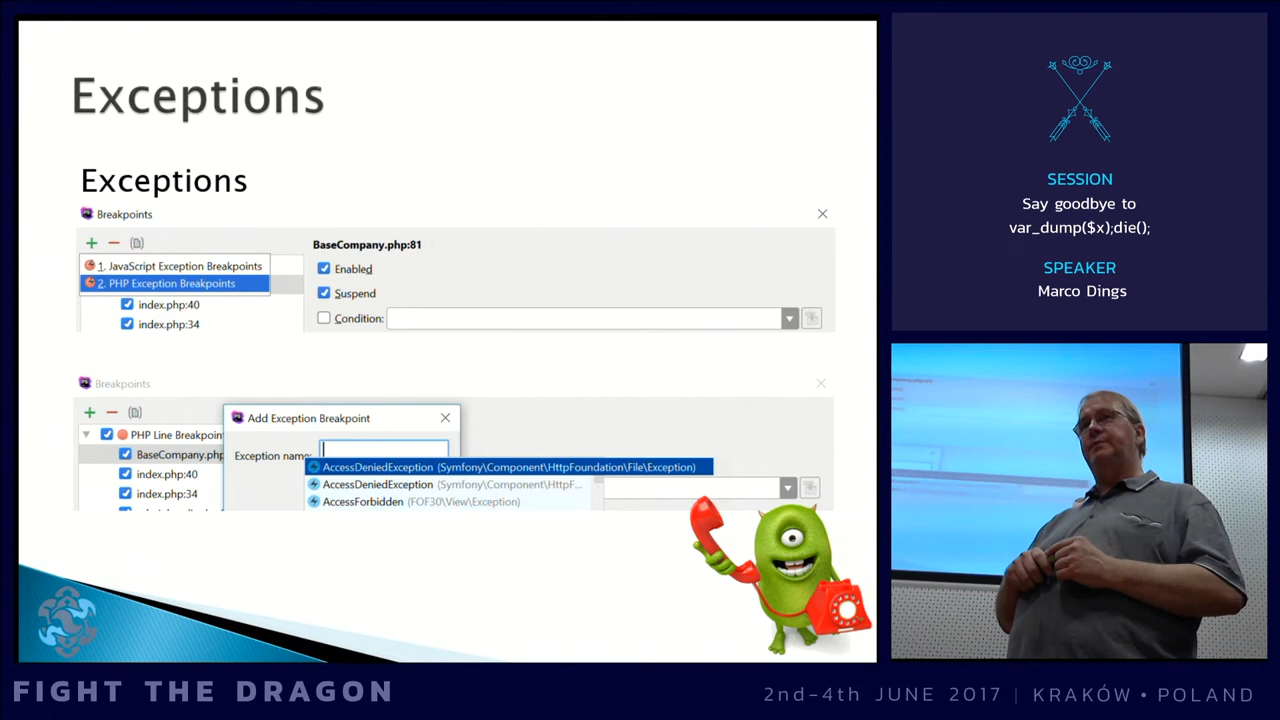 Exceptions
Exceptions
Breakpoints
BaseCompany.php:81
1. JavaScript Exception Breakpoints
2. PHP Exception Breakpoints
index.php:40
index.php:34
Enabled
Suspend
Condition:
Breakpoints
PHP Line Breakpoin
BaseCompany.php
index.php:40
index.php:34
Add Exception Breakpoint
Exception name:
AccessDeniedException (Symfony\Component\HttpFoundation\File\Exception)
AccessDeniedException (Symfony\Component\HttpF...
AccessForbidden (FOF30\View\Exception)
SESSION
Say goodbye to
var_dump($x);die();
SPEAKER
Marco Dings
FIGHT THE DRAGON
2nd-4th JUNE 2017 | KRAKÓW • POLAND